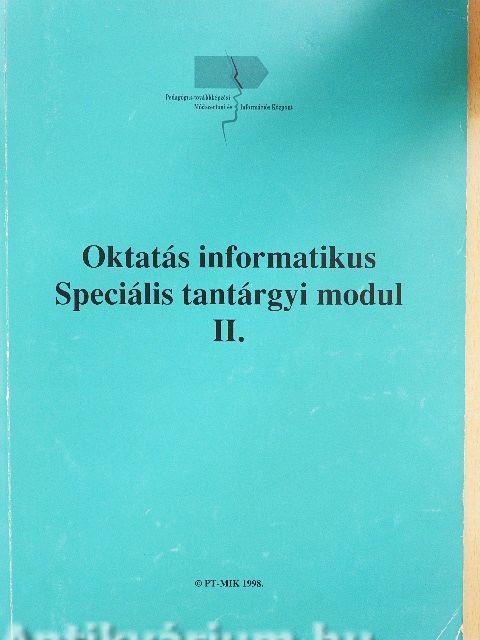 Pedagógus-továbbképzési
Módszertani és Információs Központ
Oktatás informatikus
Speciális tantárgyi modul
II.
© PT-MIK 1998.
Antikvárium.hu